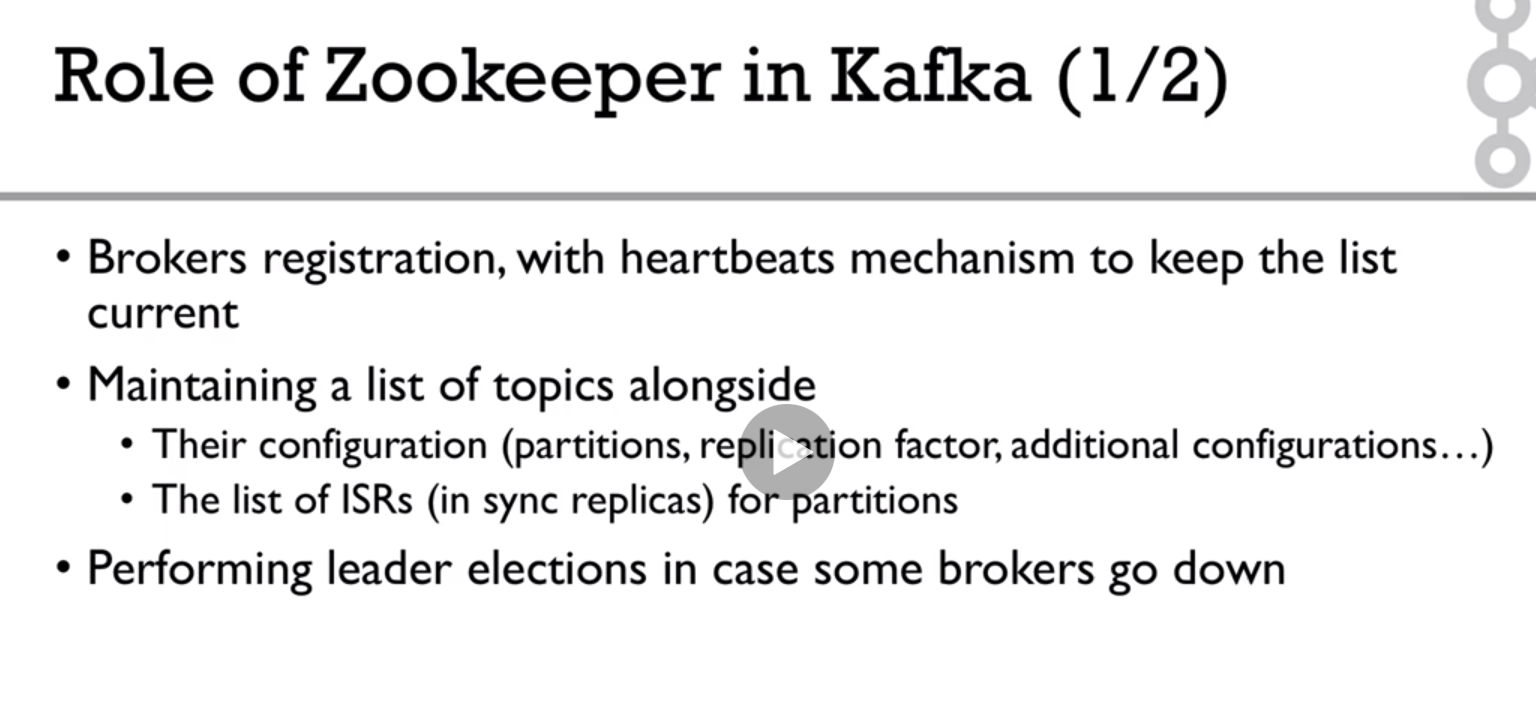 Role of Zookeeper in Kafka (1/2)
• Brokers registration, with heartbeats mechanism to keep the list
current
• Maintaining a list of topics alongside
• Their configuration (partitions, replication factor, additional configurations…)
• The list of ISRs (in sync replicas) for partitions
• Performing leader elections in case some brokers go down